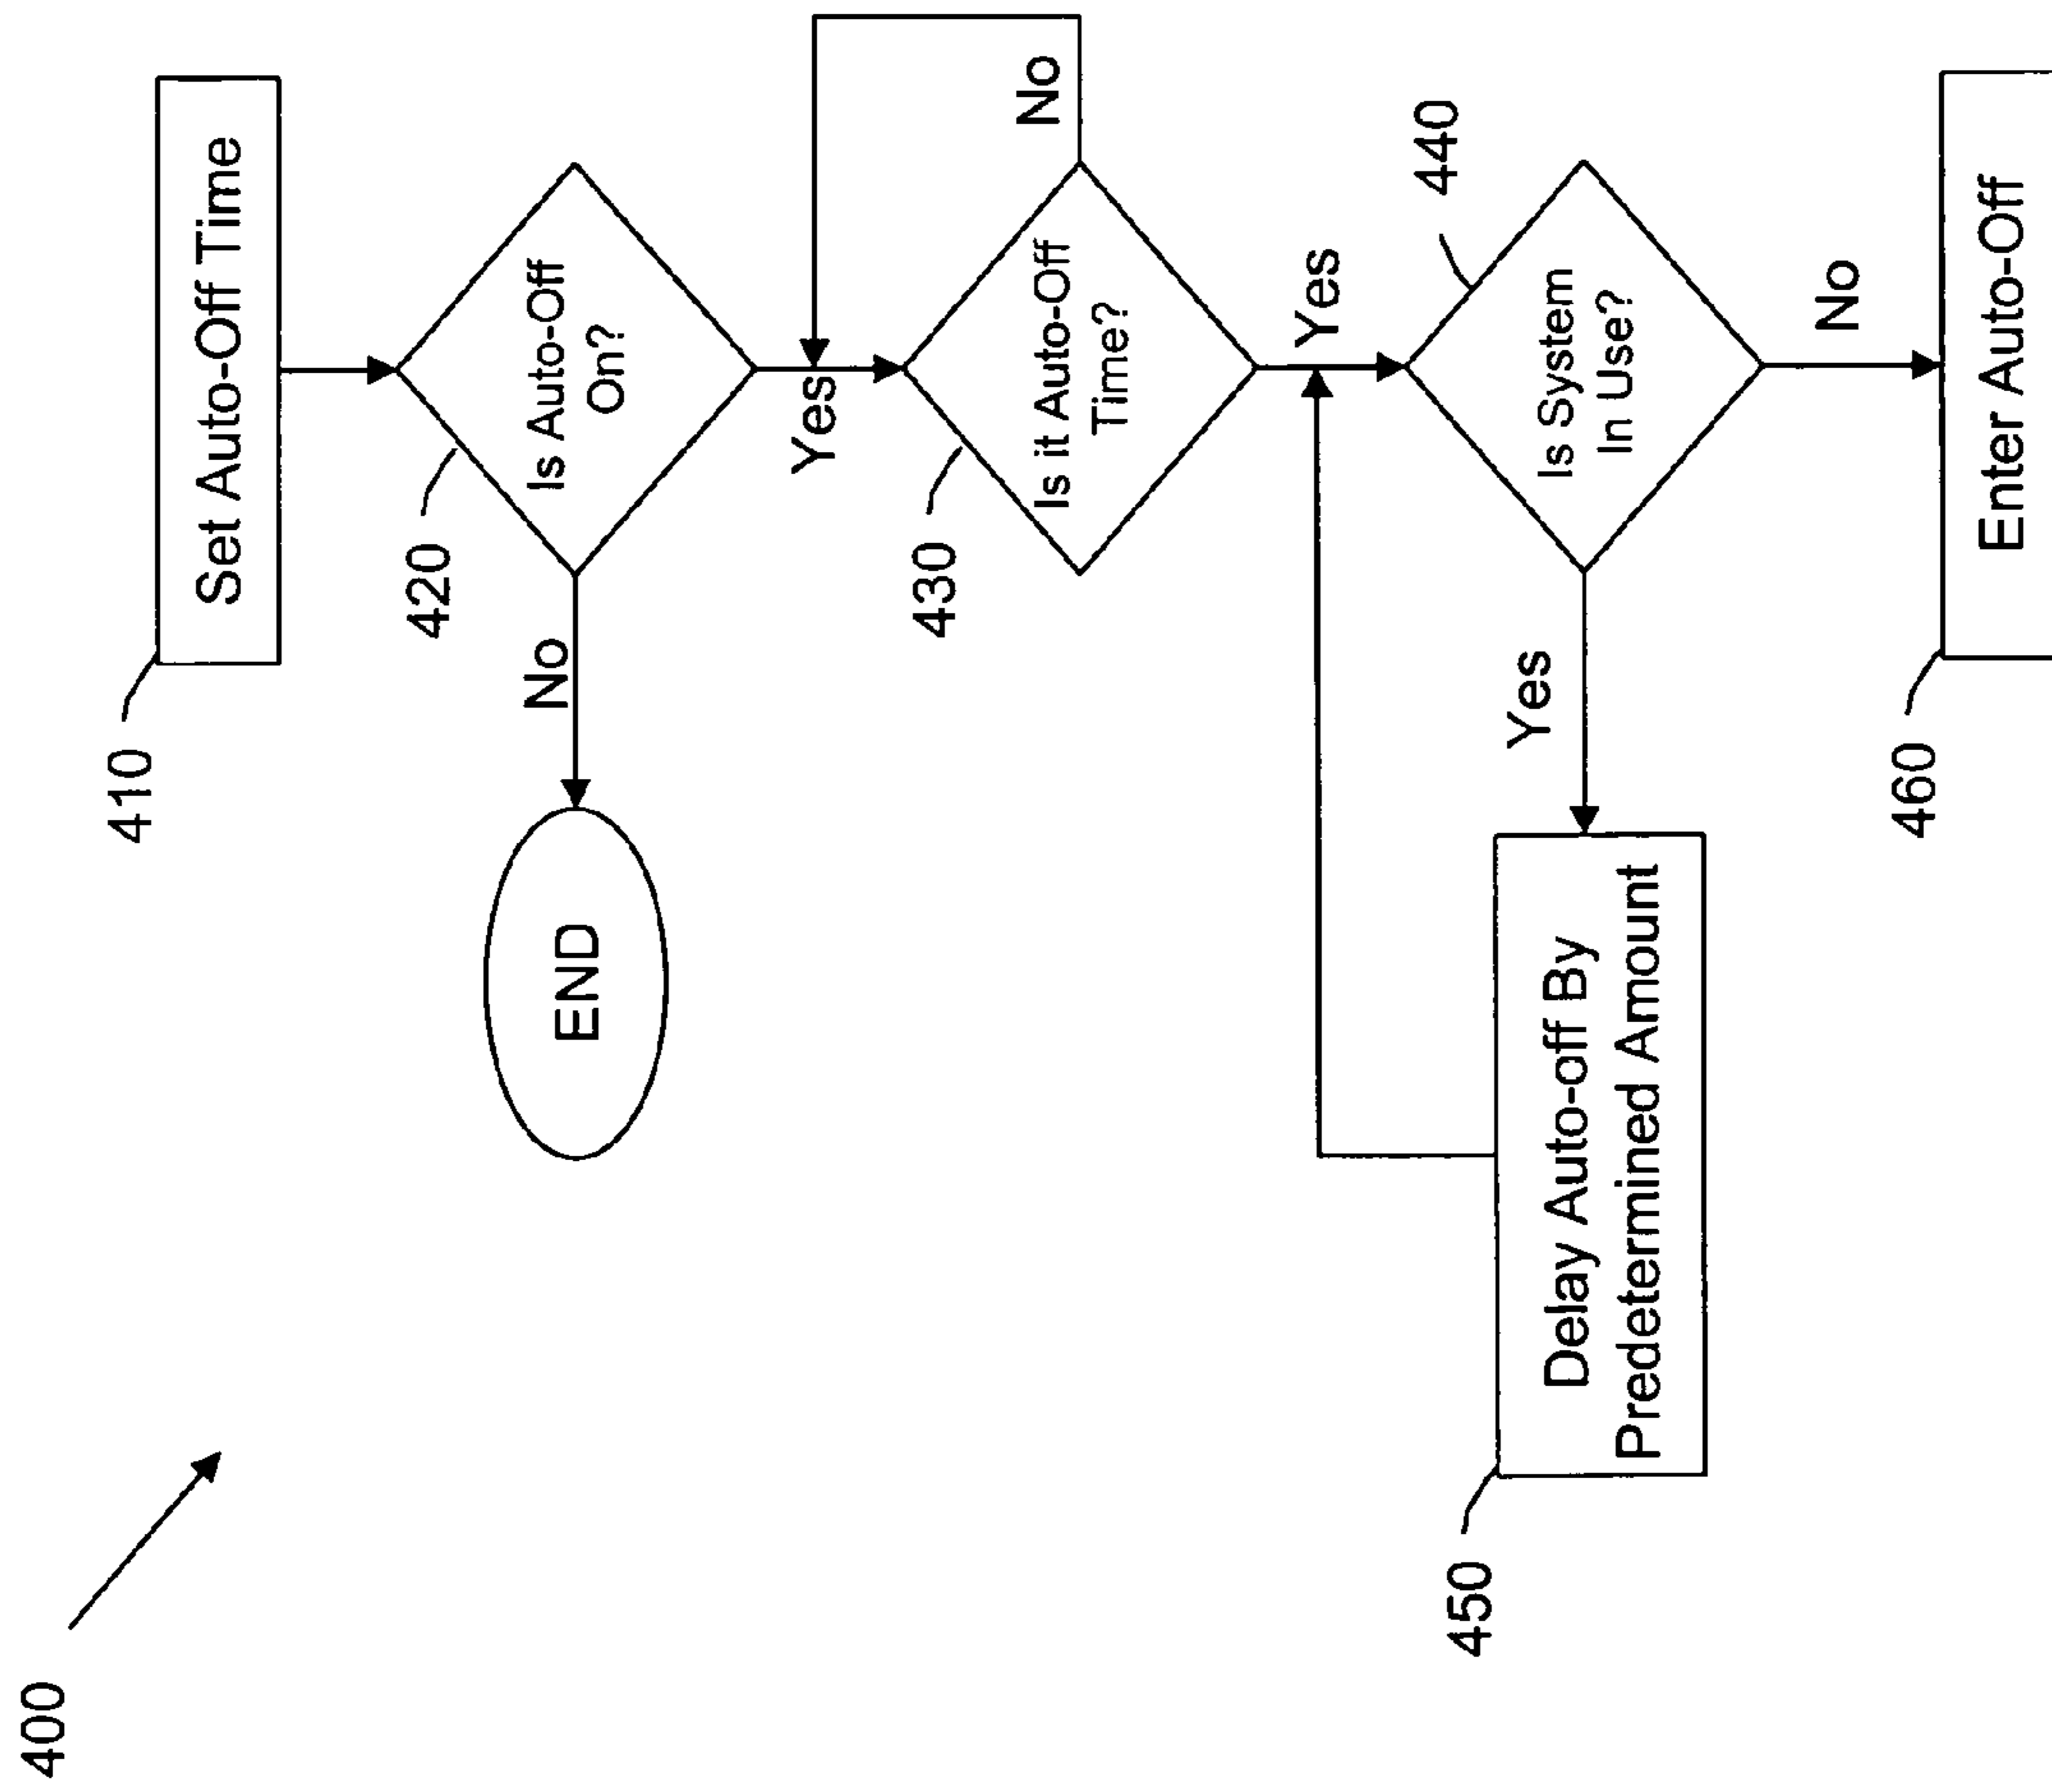 400
410
Set Auto-Off Time
420
Is Auto-Off
On?
No
END
Yes
430
Is it Auto-Off
Time?
No
Yes
440
Is System
In Use?
Yes
450
Delay Auto-off By
Predetermined Amount
No
460
Enter Auto-Off